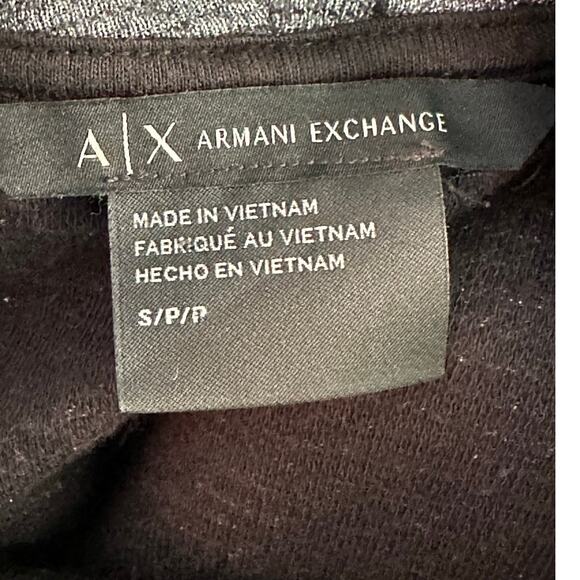 A|X ARMANI EXCHANGE
MADE IN VIETNAM
FABRIQUÉ AU VIETNAM
HECHO EN VIETNAM
S/P/P